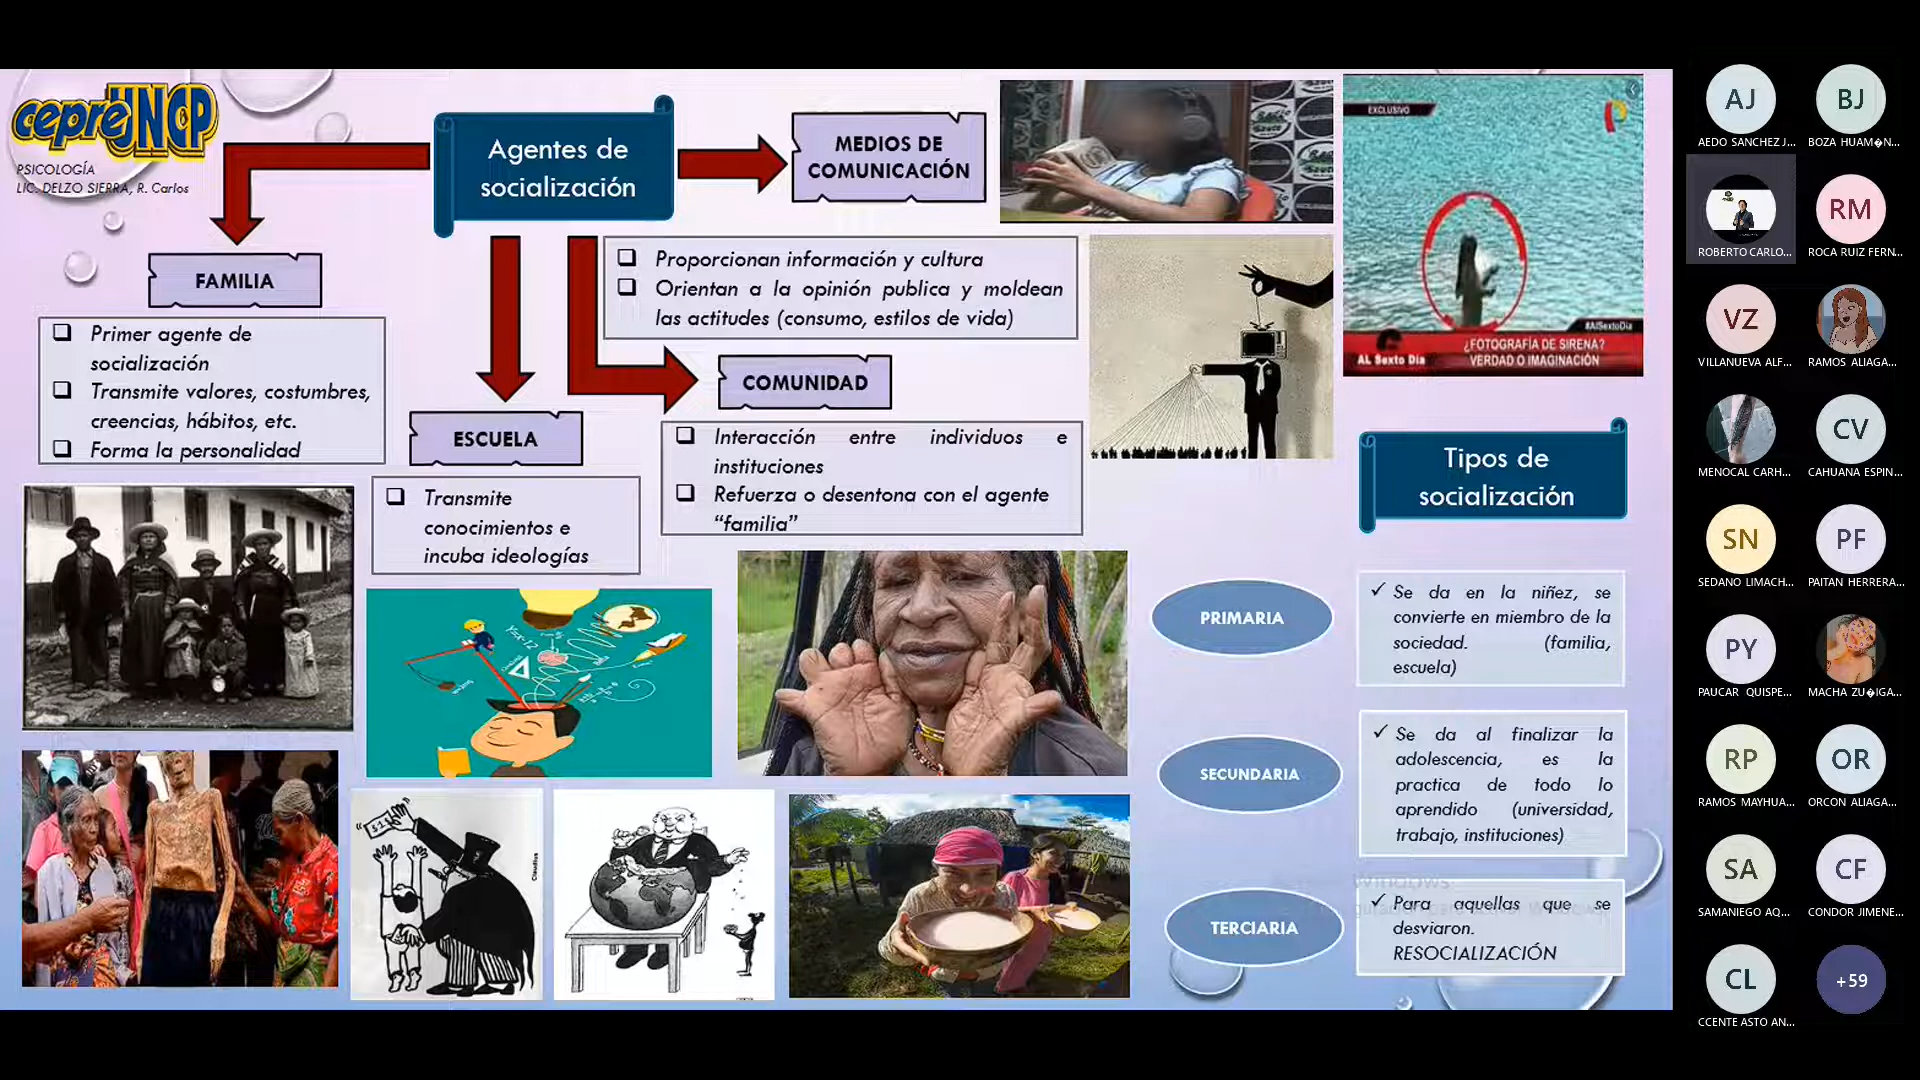 cepreUNCP
PSICOLOGÍA
LIC. DELZO SIERRA, R. Carlos
Agentes de
socialización
MEDIOS DE
COMUNICACIÓN
❑ Proporcionan información y cultura
❑ Orientan a la opinión publica y moldean
las actitudes (consumo, estilos de vida)
FAMILIA
❑ Primer agente de
socialización
❑ Transmite valores, costumbres,
creencias, hábitos, etc.
❑ Forma la personalidad
ESCUELA
❑ Transmite
conocimientos e
incuba ideologías
COMUNIDAD
❑ Interacción entre individuos e
instituciones
❑ Refuerza o desentona con el agente
“familia”
EXCLUSIVO
#AlSextoDia
AL Sexto Dia
¿FOTOGRAFÍA DE SIRENA?
VERDAD O IMAGINACIÓN
Tipos de
socialización
PRIMARIA
✓ Se da en la niñez, se
convierte en miembro de la
sociedad. (familia,
escuela)
SECUNDARIA
✓ Se da al finalizar la
adolescencia, es la
practica de todo lo
aprendido (universidad,
trabajo, instituciones)
TERCIARIA
✓ Para aquellas que se
desviaron.
RESOCIALIZACIÓN
AJ
AEDO SANCHEZ J...
BJ
BOZA HUAM�N...
ROBERTO CARLO...
RM
ROCA RUIZ FERN...
VZ
VILLANUEVA ALF...
RAMOS ALIAGA...
MENOCAL CARH...
CV
CAHUANA ESPIN...
SN
SEDANO LIMACH...
PF
PAITAN HERRERA...
PY
PAUCAR QUISPE...
MACHA ZU�IGA...
RP
RAMOS MAYHUA...
OR
ORCON ALIAGA...
SA
SAMANIEGO AQ...
CF
CONDOR JIMENE...
CL
CCENTE ASTO AN...
+59